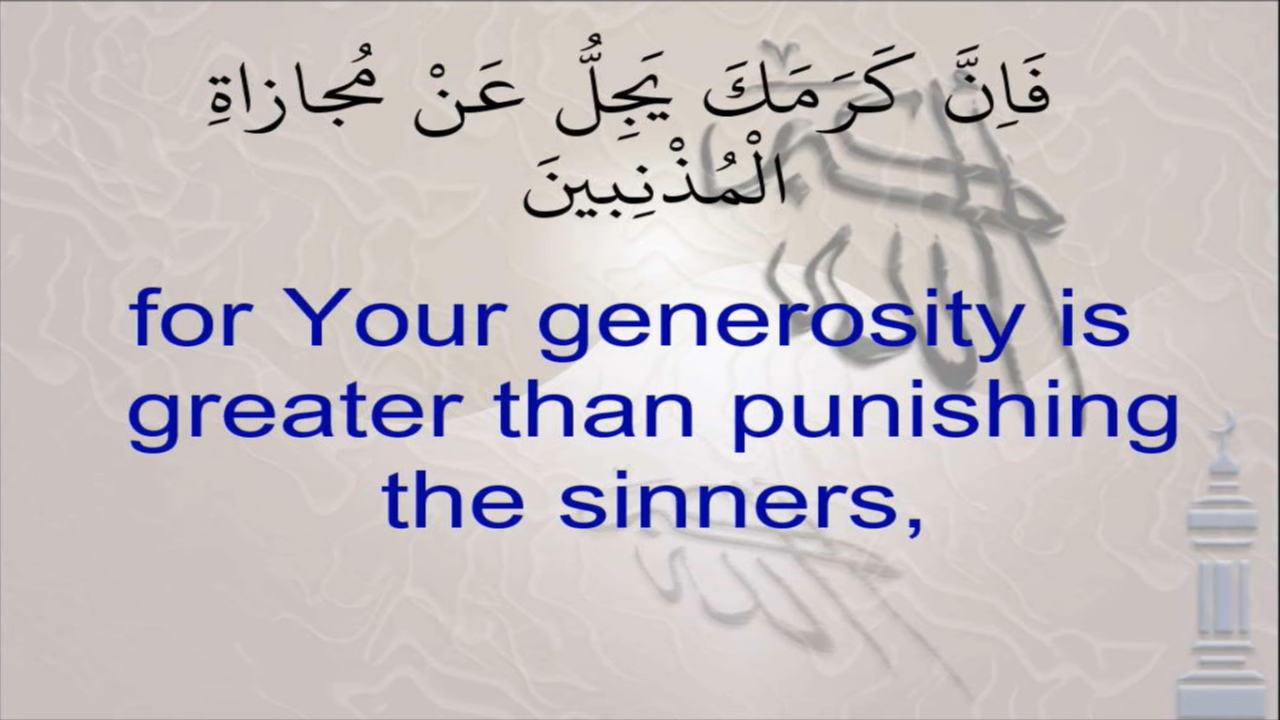 فَاِنَّ كَرَمَكَ يَجِلُّ عَنْ مُجازاةِ
الْمُذْنِبينَ
for Your generosity is
greater than punishing
the sinners,